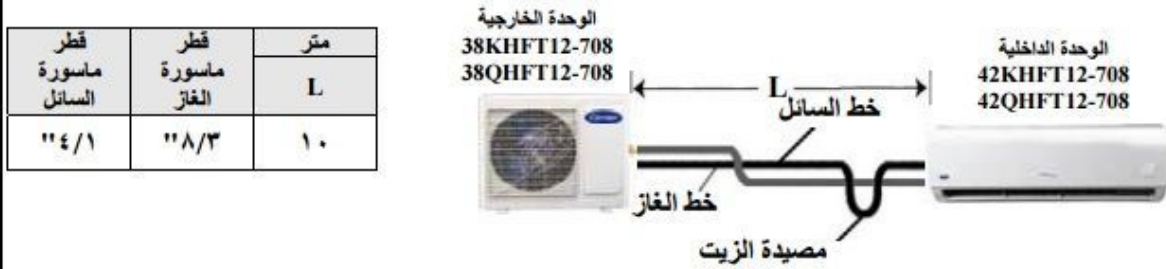 متر
L
قطر
ماسورة
الغاز
قطر
ماسورة
السائل
١٠
٨/٣"
٤/١"
الوحدة الخارجية
38KHFT12-708
38QHFT12-708
الوحدة الداخلية
42KHFT12-708
42QHFT12-708
L
خط السائل
خط الغاز
مصيدة الزيت
Carrier